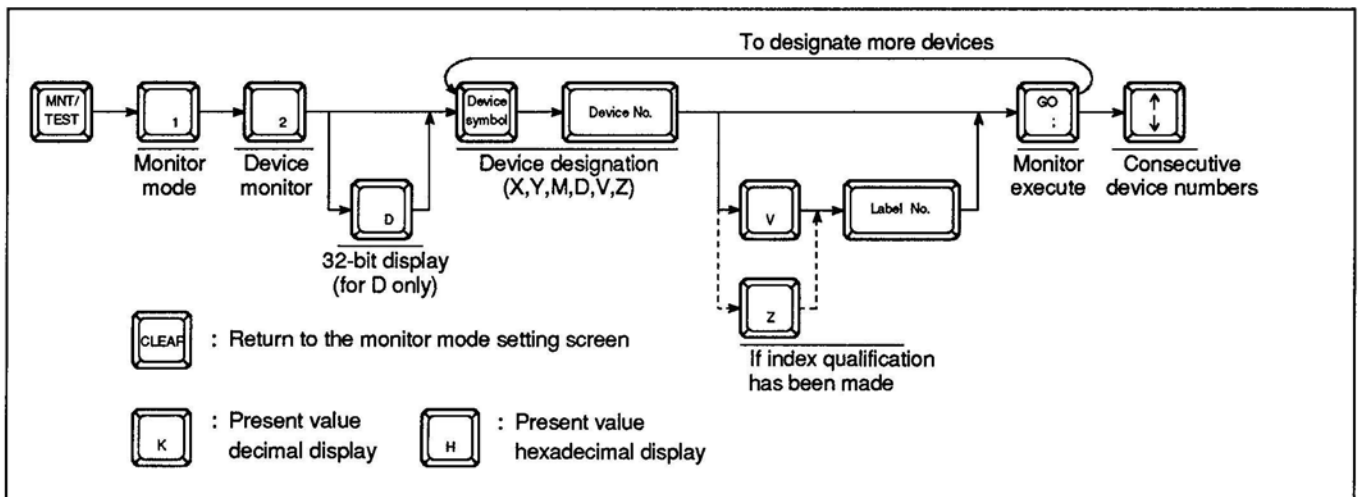 To designate more devices
MNT/
TEST
1
2
Device
symbol
Device No.
GO
;
↑
↓
Monitor
mode
Device
monitor
Device designation
(X,Y,M,D,V,Z)
Monitor
execute
Consecutive
device numbers
D
V
Label No.
32-bit display
(for D only)
Z
If index qualification
has been made
CLEAR
: Return to the monitor mode setting screen
K
: Present value
decimal display
H
: Present value
hexadecimal display